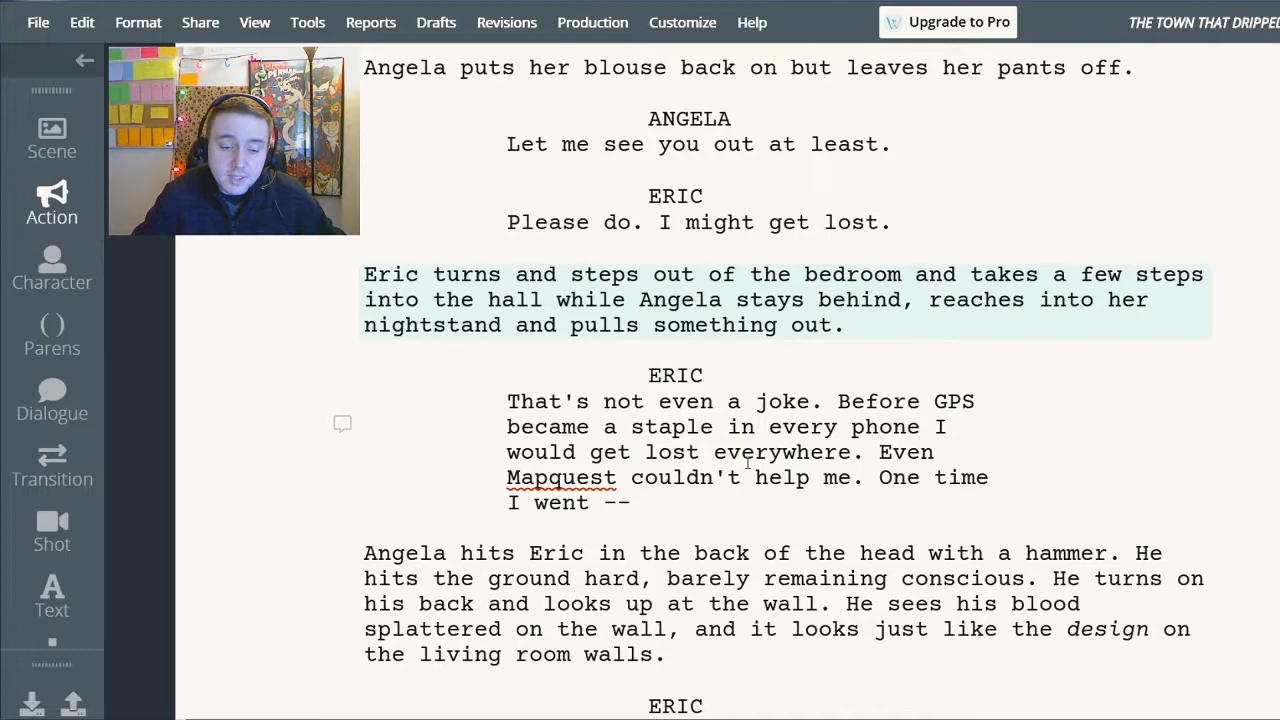 File Edit Format Share View Tools Reports Drafts Revisions Production Customize Help Upgrade to Pro THE TOWN THAT DRIPPED
Angela puts her blouse back on but leaves her pants off.
ANGELA
Let me see you out at least.
ERIC
Please do. I might get lost.
Eric turns and steps out of the bedroom and takes a few steps
into the hall while Angela stays behind, reaches into her
nightstand and pulls something out.
ERIC
That's not even a joke. Before GPS
became a staple in every phone I
would get lost everywhere. Even
Mapquest couldn't help me. One time
I went --
Angela hits Eric in the back of the head with a hammer. He
hits the ground hard, barely remaining conscious. He turns on
his back and looks up at the wall. He sees his blood
splattered on the wall, and it looks just like the design on
the living room walls.
ERIC
Scene
Action
Character
Parens
Dialogue
Transition
Shot
Text